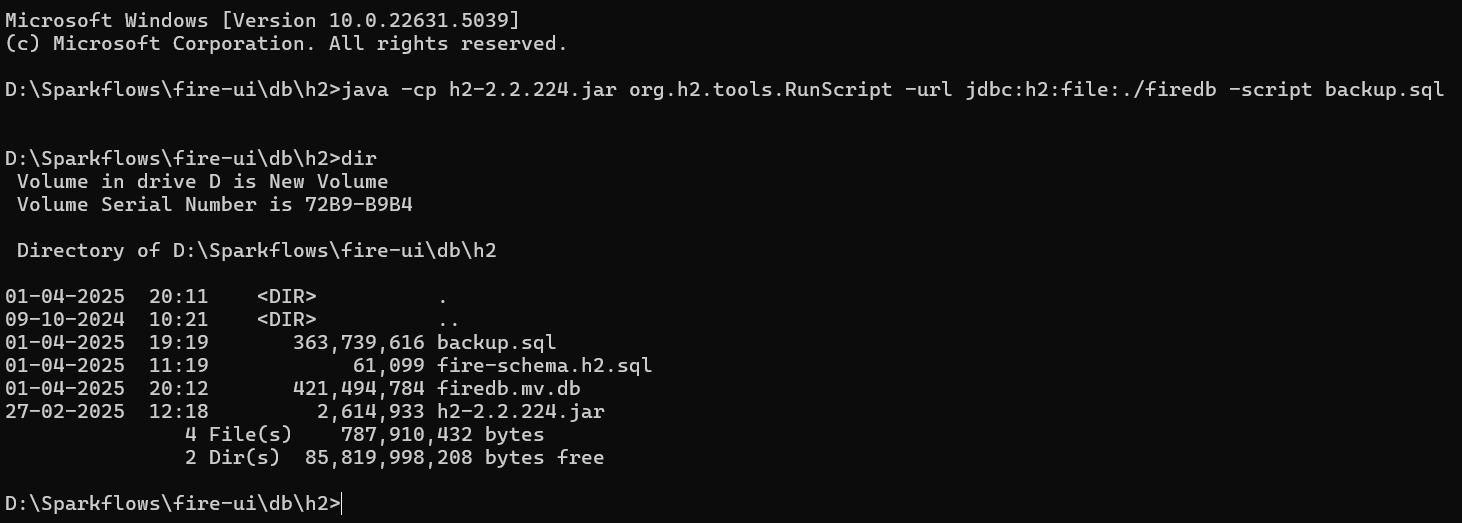 Microsoft Windows [Version 10.0.22631.5039]
(c) Microsoft Corporation. All rights reserved.
D:\Sparkflows\fire-ui\db\h2>java -cp h2-2.2.224.jar org.h2.tools.RunScript -url jdbc:h2:file:./firedb -script backup.sql
D:\Sparkflows\fire-ui\db\h2>dir
 Volume in drive D is New Volume
 Volume Serial Number is 72B9-B9B4
 Directory of D:\Sparkflows\fire-ui\db\h2
01-04-2025  20:11    <DIR>          .
09-10-2024  10:21    <DIR>          ..
01-04-2025  19:19       363,739,616 backup.sql
01-04-2025  11:19            61,099 fire-schema.h2.sql
01-04-2025  20:12       421,494,784 firedb.mv.db
27-02-2025  12:18         2,614,933 h2-2.2.224.jar
               4 File(s)    787,910,432 bytes
               2 Dir(s)  85,819,998,208 bytes free
D:\Sparkflows\fire-ui\db\h2>